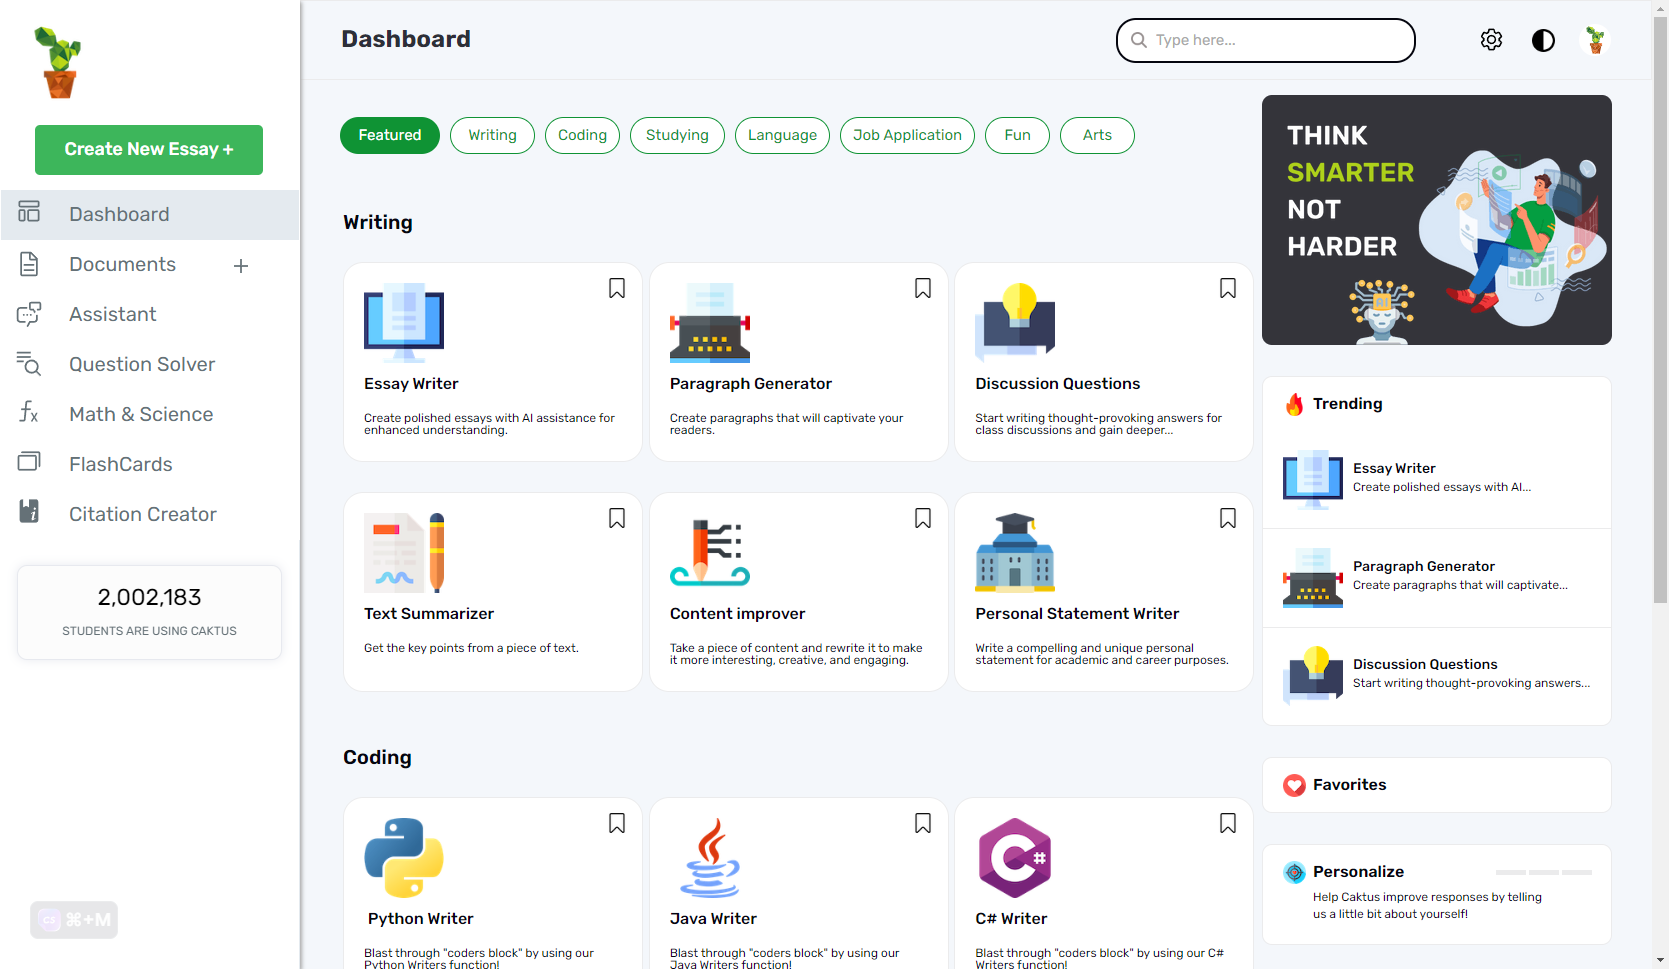 Create New Essay +
Dashboard
Documents
Assistant
Question Solver
Math & Science
FlashCards
Citation Creator
2,002,183
STUDENTS ARE USING CAKTUS
⌘+M
Dashboard
Type here...
Featured
Writing
Coding
Studying
Language
Job Application
Fun
Arts
Writing
Essay Writer
Create polished essays with AI assistance for
enhanced understanding.
Paragraph Generator
Create paragraphs that will captivate your
readers.
Discussion Questions
Start writing thought-provoking answers for
class discussions and gain deeper...
Text Summarizer
Get the key points from a piece of text.
Content improver
Take a piece of content and rewrite it to make
it more interesting, creative, and engaging.
Personal Statement Writer
Write a compelling and unique personal
statement for academic and career purposes.
Coding
Python Writer
Blast through "coders block" by using our
Python Writers function!
Java Writer
Blast through "coders block" by using our
Java Writers function!
C# Writer
Blast through "coders block" by using our C#
Writers function!
THINK
SMARTER
NOT
HARDER
AI
Trending
Essay Writer
Create polished essays with AI...
Paragraph Generator
Create paragraphs that will captivate...
Discussion Questions
Start writing thought-provoking answers...
Favorites
Personalize
Help Caktus improve responses by telling
us a little bit about yourself!